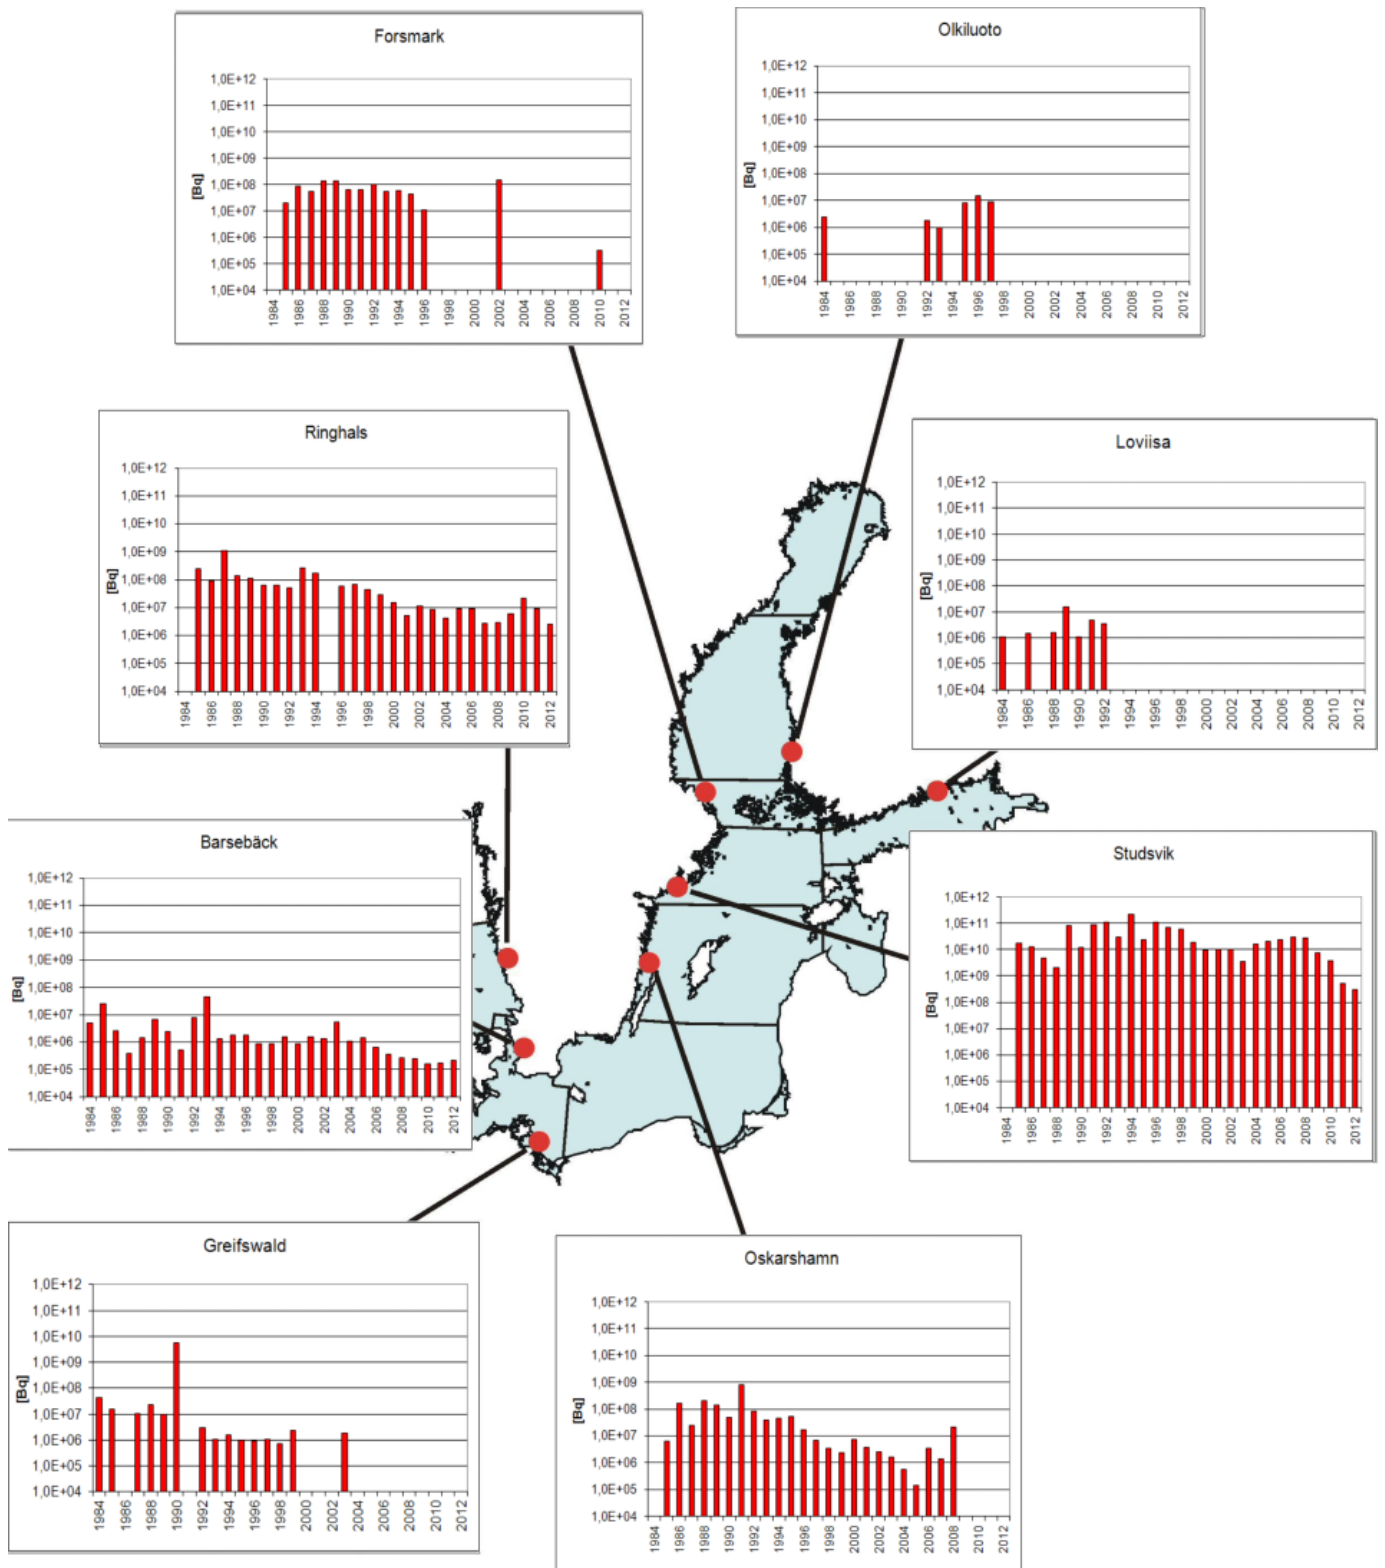 Forsmark
1,0E+12
1,0E+11
1,0E+10
1,0E+09
1,0E+08
1,0E+07
1,0E+06
1,0E+05
1,0E+04
[Bq]
1984 1986 1988 1990 1992 1994 1996 1998 2000 2002 2004 2006 2008 2010 2012
Olkiluoto
1,0E+12
1,0E+11
1,0E+10
1,0E+09
1,0E+08
1,0E+07
1,0E+06
1,0E+05
1,0E+04
[Bq]
1984 1986 1988 1990 1992 1994 1996 1998 2000 2002 2004 2006 2008 2010 2012
Ringhals
1,0E+12
1,0E+11
1,0E+10
1,0E+09
1,0E+08
1,0E+07
1,0E+06
1,0E+05
1,0E+04
[Bq]
1984 1986 1988 1990 1992 1994 1996 1998 2000 2002 2004 2006 2008 2010 2012
Loviisa
1,0E+12
1,0E+11
1,0E+10
1,0E+09
1,0E+08
1,0E+07
1,0E+06
1,0E+05
1,0E+04
[Bq]
1984 1986 1988 1990 1992 1994 1996 1998 2000 2002 2004 2006 2008 2010 2012
Barsebäck
1,0E+12
1,0E+11
1,0E+10
1,0E+09
1,0E+08
1,0E+07
1,0E+06
1,0E+05
1,0E+04
[Bq]
1984 1986 1988 1990 1992 1994 1996 1998 2000 2002 2004 2006 2008 2010 2012
Studsvik
1,0E+12
1,0E+11
1,0E+10
1,0E+09
1,0E+08
1,0E+07
1,0E+06
1,0E+05
1,0E+04
[Bq]
1984 1986 1988 1990 1992 1994 1996 1998 2000 2002 2004 2006 2008 2010 2012
Greifswald
1,0E+12
1,0E+11
1,0E+10
1,0E+09
1,0E+08
1,0E+07
1,0E+06
1,0E+05
1,0E+04
[Bq]
1984 1986 1988 1990 1992 1994 1996 1998 2000 2002 2004 2006 2008 2010 2012
Oskarshamn
1,0E+12
1,0E+11
1,0E+10
1,0E+09
1,0E+08
1,0E+07
1,0E+06
1,0E+05
1,0E+04
[Bq]
1984 1986 1988 1990 1992 1994 1996 1998 2000 2002 2004 2006 2008 2010 2012